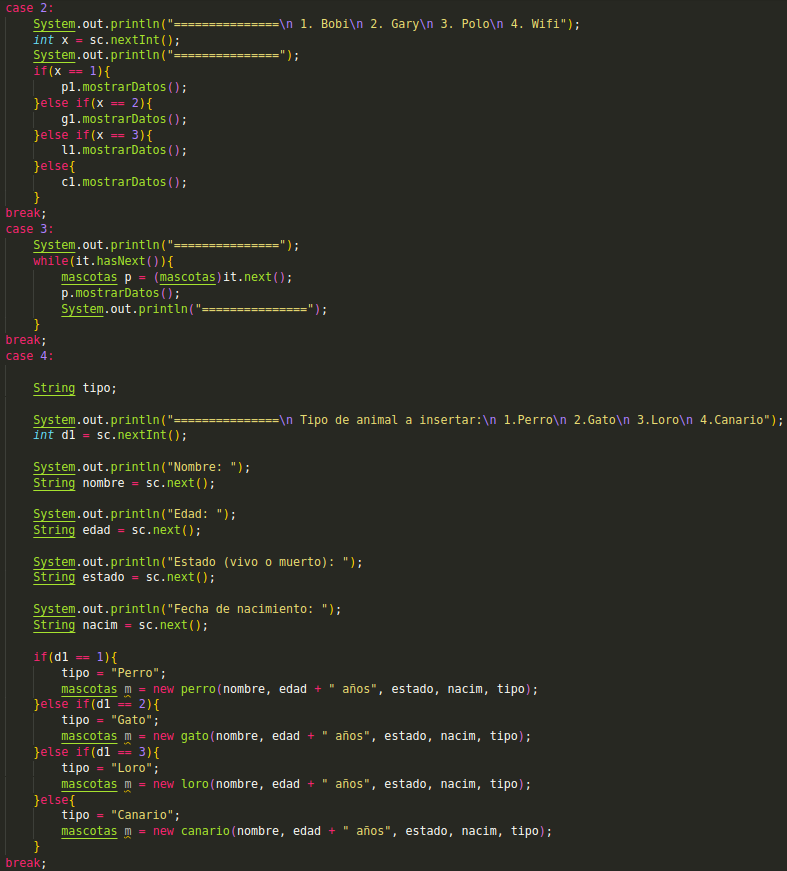 case 2:
    System.out.println("===============\n 1. Bobi\n 2. Gary\n 3. Polo\n 4. Wifi");
    int x = sc.nextInt();
    System.out.println("===============");
    if(x == 1){
        p1.mostrarDatos();
    }else if(x == 2){
        g1.mostrarDatos();
    }else if(x == 3){
        l1.mostrarDatos();
    }else{
        c1.mostrarDatos();
    }
break;
case 3:
    System.out.println("===============");
    while(it.hasNext()){
        mascotas p = (mascotas)it.next();
        p.mostrarDatos();
        System.out.println("===============");
    }
break;
case 4:
    String tipo;
    System.out.println("===============\n Tipo de animal a insertar:\n 1.Perro\n 2.Gato\n 3.Loro\n 4.Canario");
    int d1 = sc.nextInt();
    System.out.println("Nombre: ");
    String nombre = sc.next();
    System.out.println("Edad: ");
    String edad = sc.next();
    System.out.println("Estado (vivo o muerto): ");
    String estado = sc.next();
    System.out.println("Fecha de nacimiento: ");
    String nacim = sc.next();
    if(d1 == 1){
        tipo = "Perro";
        mascotas m = new perro(nombre, edad + " años", estado, nacim, tipo);
    }else if(d1 == 2){
        tipo = "Gato";
        mascotas m = new gato(nombre, edad + " años", estado, nacim, tipo);
    }else if(d1 == 3){
        tipo = "Loro";
        mascotas m = new loro(nombre, edad + " años", estado, nacim, tipo);
    }else{
        tipo = "Canario";
        mascotas m = new canario(nombre, edad + " años", estado, nacim, tipo);
    }
break;